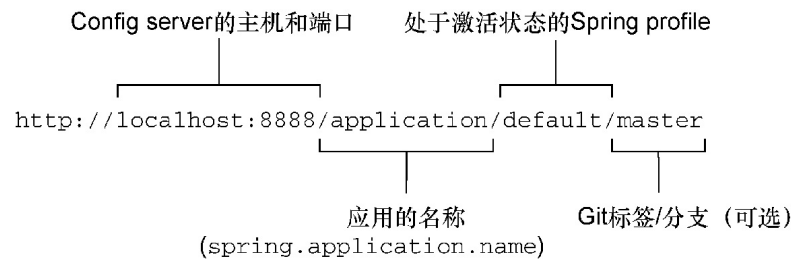 Config server的主机和端口
处于激活状态的Spring profile
http://localhost:8888/application/default/master
应用的名称
(spring.application.name)
Git标签/分支（可选）